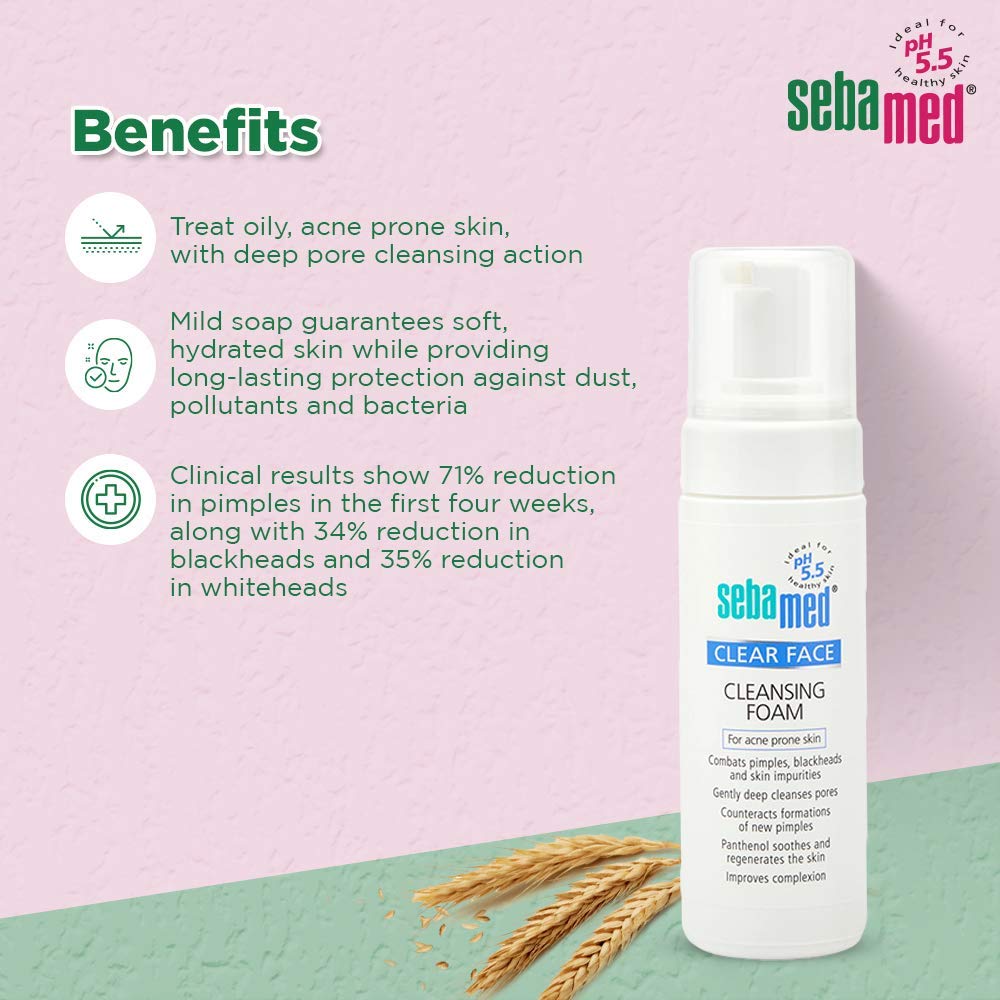 Ideal for
pH
5.5
healthy skin
sebamed®
Benefits
Treat oily, acne prone skin,
with deep pore cleansing action
Mild soap guarantees soft,
hydrated skin while providing
long-lasting protection against dust,
pollutants and bacteria
Clinical results show 71% reduction
in pimples in the first four weeks,
along with 34% reduction in
blackheads and 35% reduction
in whiteheads
Ideal for
pH
5.5
healthy skin
sebamed®
CLEAR FACE
CLEANSING
FOAM
For acne prone skin
Combats pimples, blackheads
and skin impurities
Gently deep cleanses pores
Counteracts formations
of new pimples
Panthenol soothes and
regenerates the skin
Improves complexion